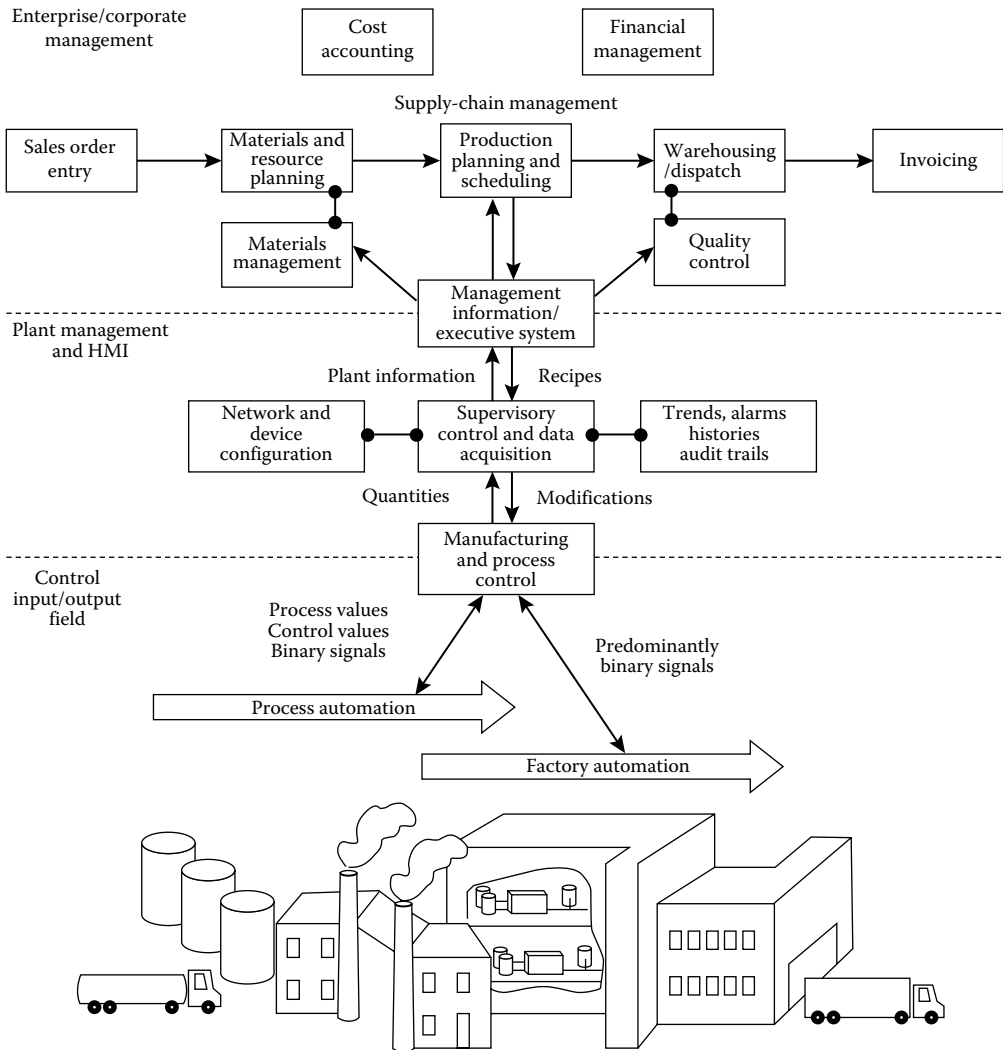 Enterprise/corporate
management
Cost
accounting
Financial
management
Supply-chain management
Sales order
entry
Materials and
resource
planning
Production
planning and
scheduling
Warehousing
/dispatch
Invoicing
Materials
management
Quality
control
Management
information/
executive system
Plant management
and HMI
Plant information
Recipes
Network and
device
configuration
Supervisory
control and data
acquisition
Trends, alarms
histories
audit trails
Quantities
Modifications
Manufacturing
and process
control
Control
input/output
field
Process values
Control values
Binary signals
Predominantly
binary signals
Process automation
Factory automation